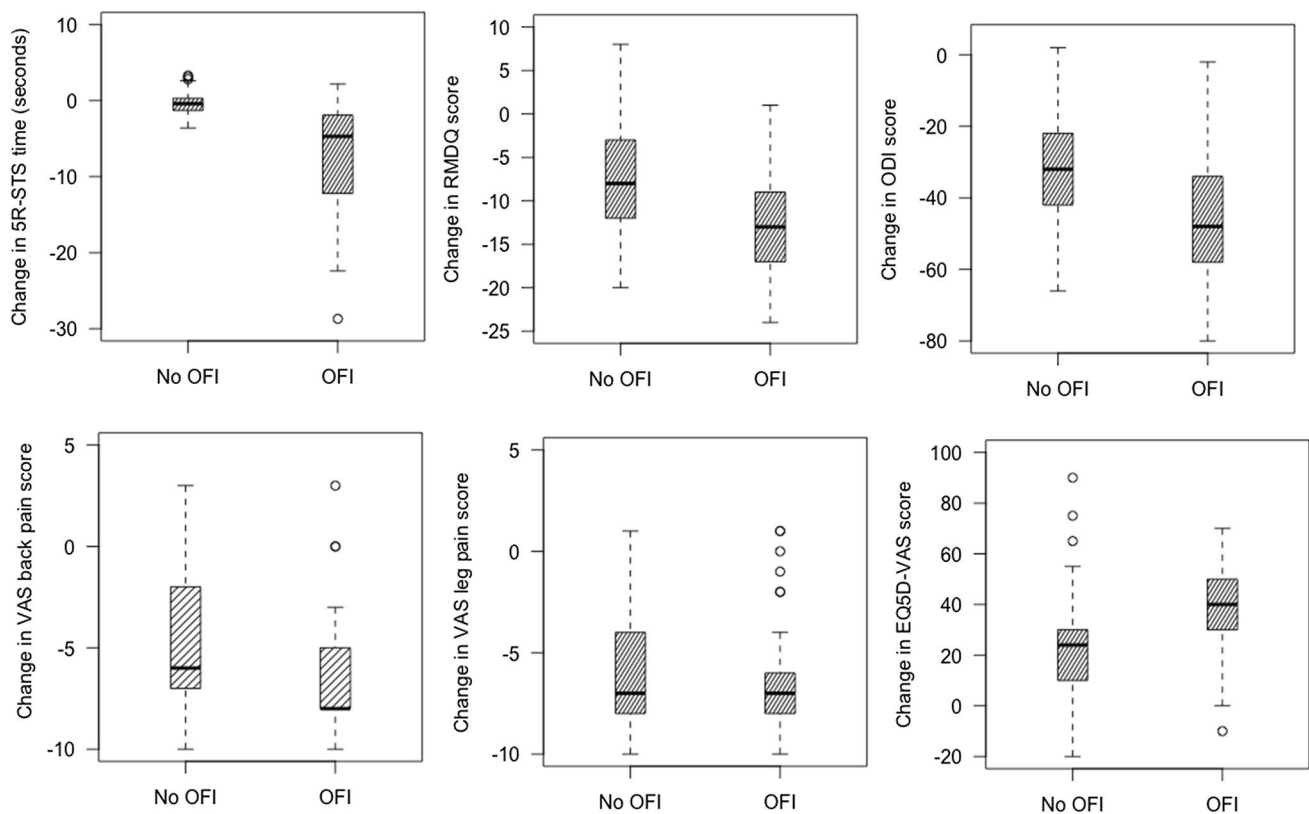 Change in 5R-STS time (seconds)
10
0
-10
-20
-30
No OFI
OFI
Change in RMDQ score
10
5
0
-5
-10
-15
-20
-25
No OFI
OFI
Change in ODI score
0
-20
-40
-60
-80
No OFI
OFI
Change in VAS back pain score
5
0
-5
-10
No OFI
OFI
Change in VAS leg pain score
5
0
-5
-10
No OFI
OFI
Change in EQ5D-VAS score
100
80
60
40
20
0
-20
No OFI
OFI